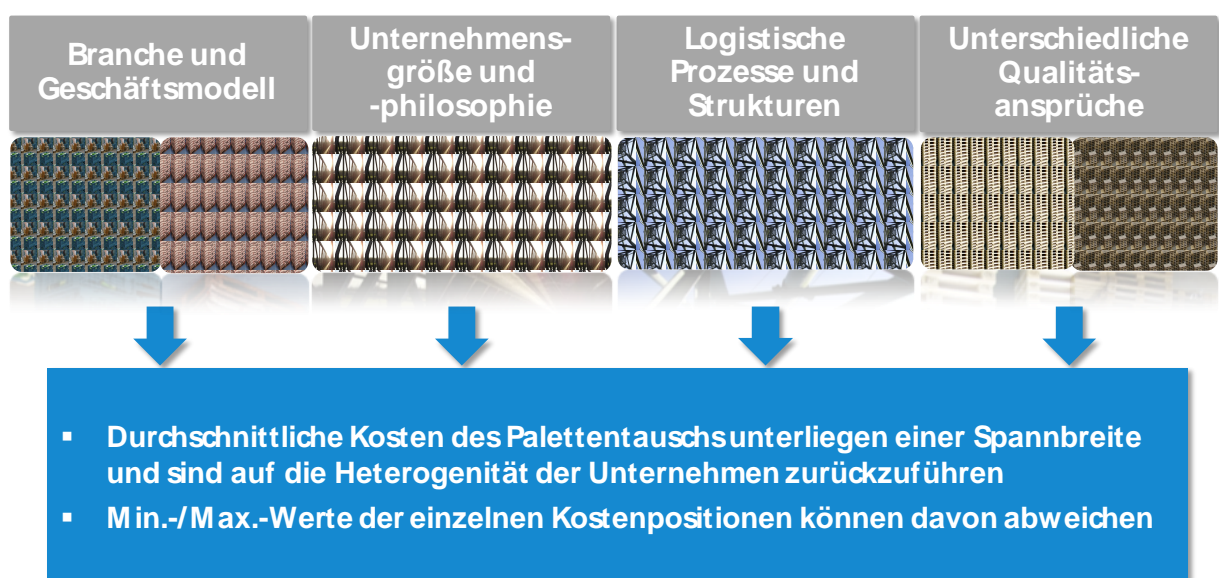 Branche und
Geschäftsmodell
Unternehmens-
größe und
-philosophie
Logistische
Prozesse und
Strukturen
Unterschiedliche
Qualitäts-
ansprüche
▪ Durchschnittliche Kosten des Palettentauschs unterliegen einer Spannbreite
und sind auf die Heterogenität der Unternehmen zurückzuführen
▪ Min.-/Max.-Werte der einzelnen Kostenpositionen können davon abweichen